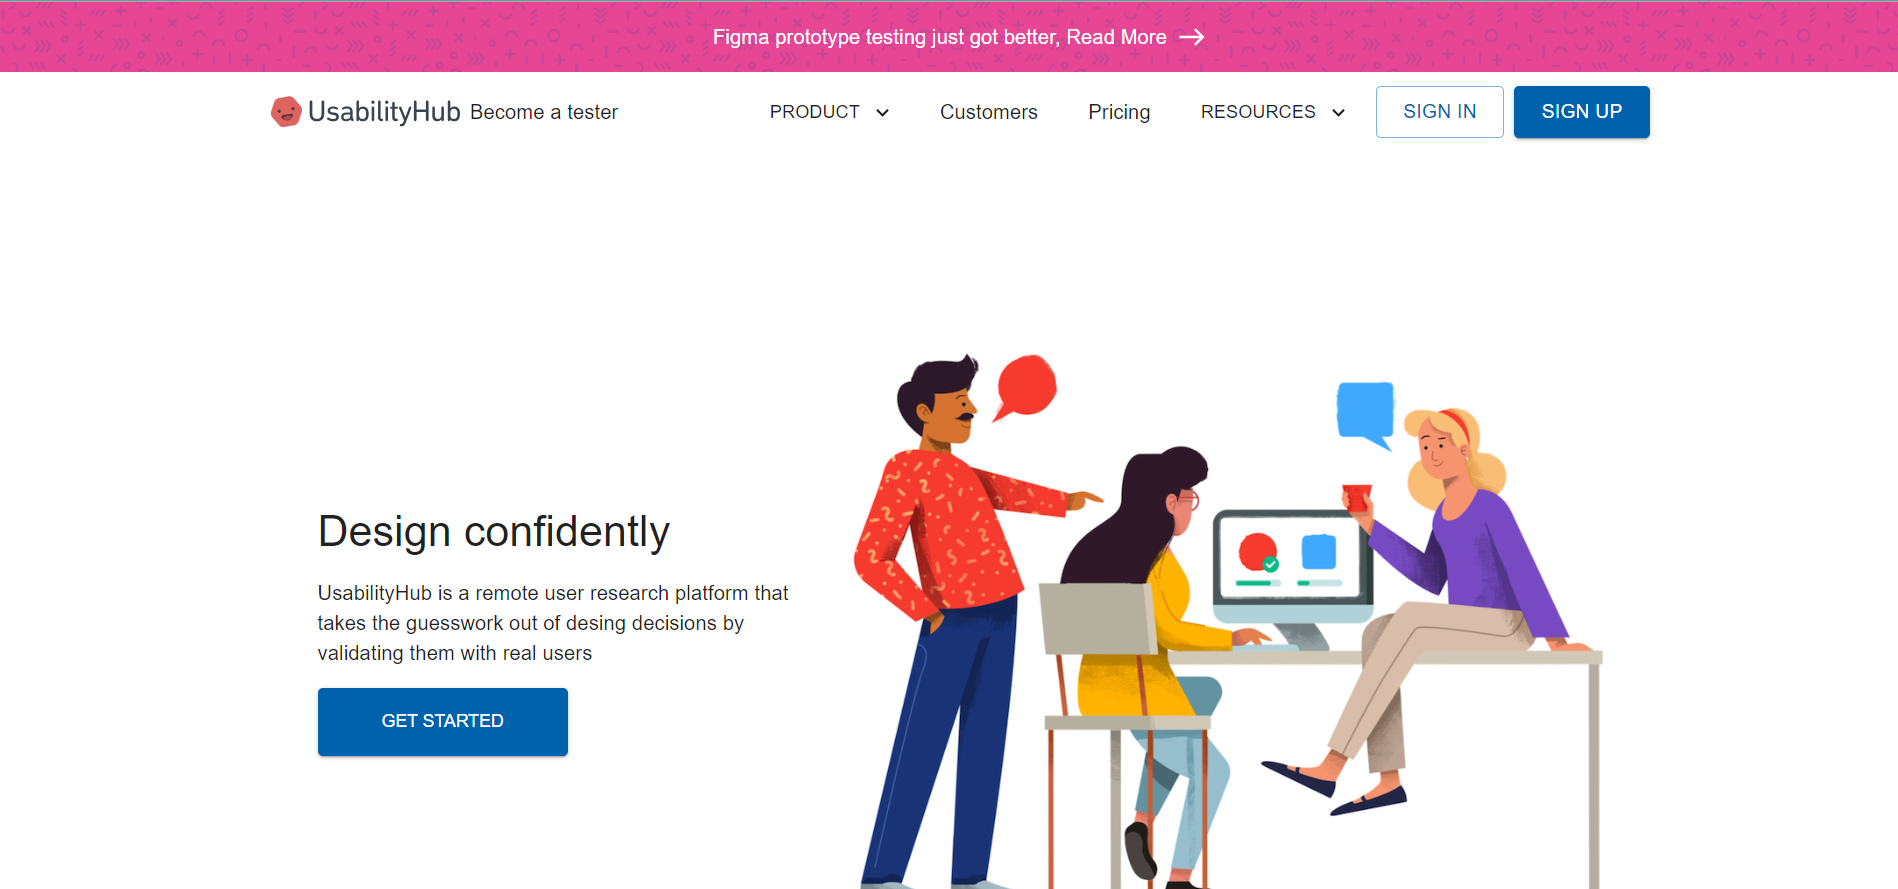 Figma prototype testing just got better, Read More
UsabilityHub Become a tester PRODUCT Customers Pricing RESOURCES SIGN IN SIGN UP
Design confidently
UsabilityHub is a remote user research platform that
takes the guesswork out of desing decisions by
validating them with real users
GET STARTED